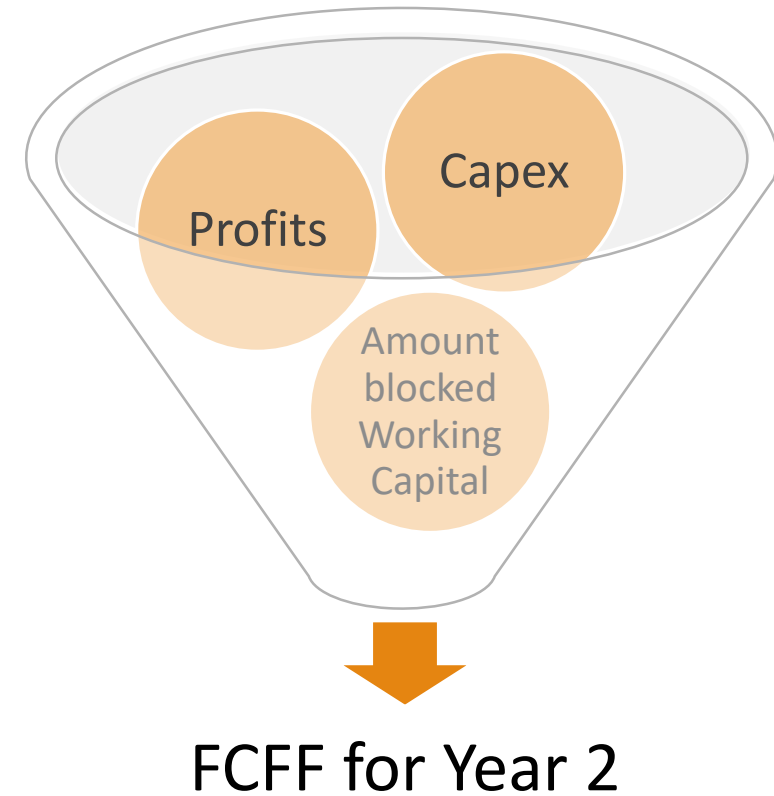 Capex
Profits
Amount
blocked
Working
Capital
FCFF for Year 2